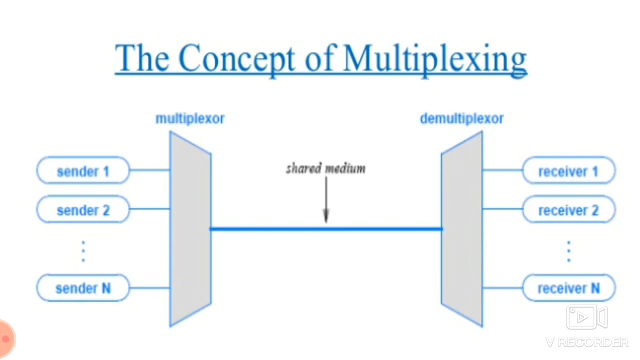 The Concept of Multiplexing
multiplexor
demultiplexor
shared medium
sender 1
receiver 1
sender 2
receiver 2
sender N
receiver N
V RECORDER